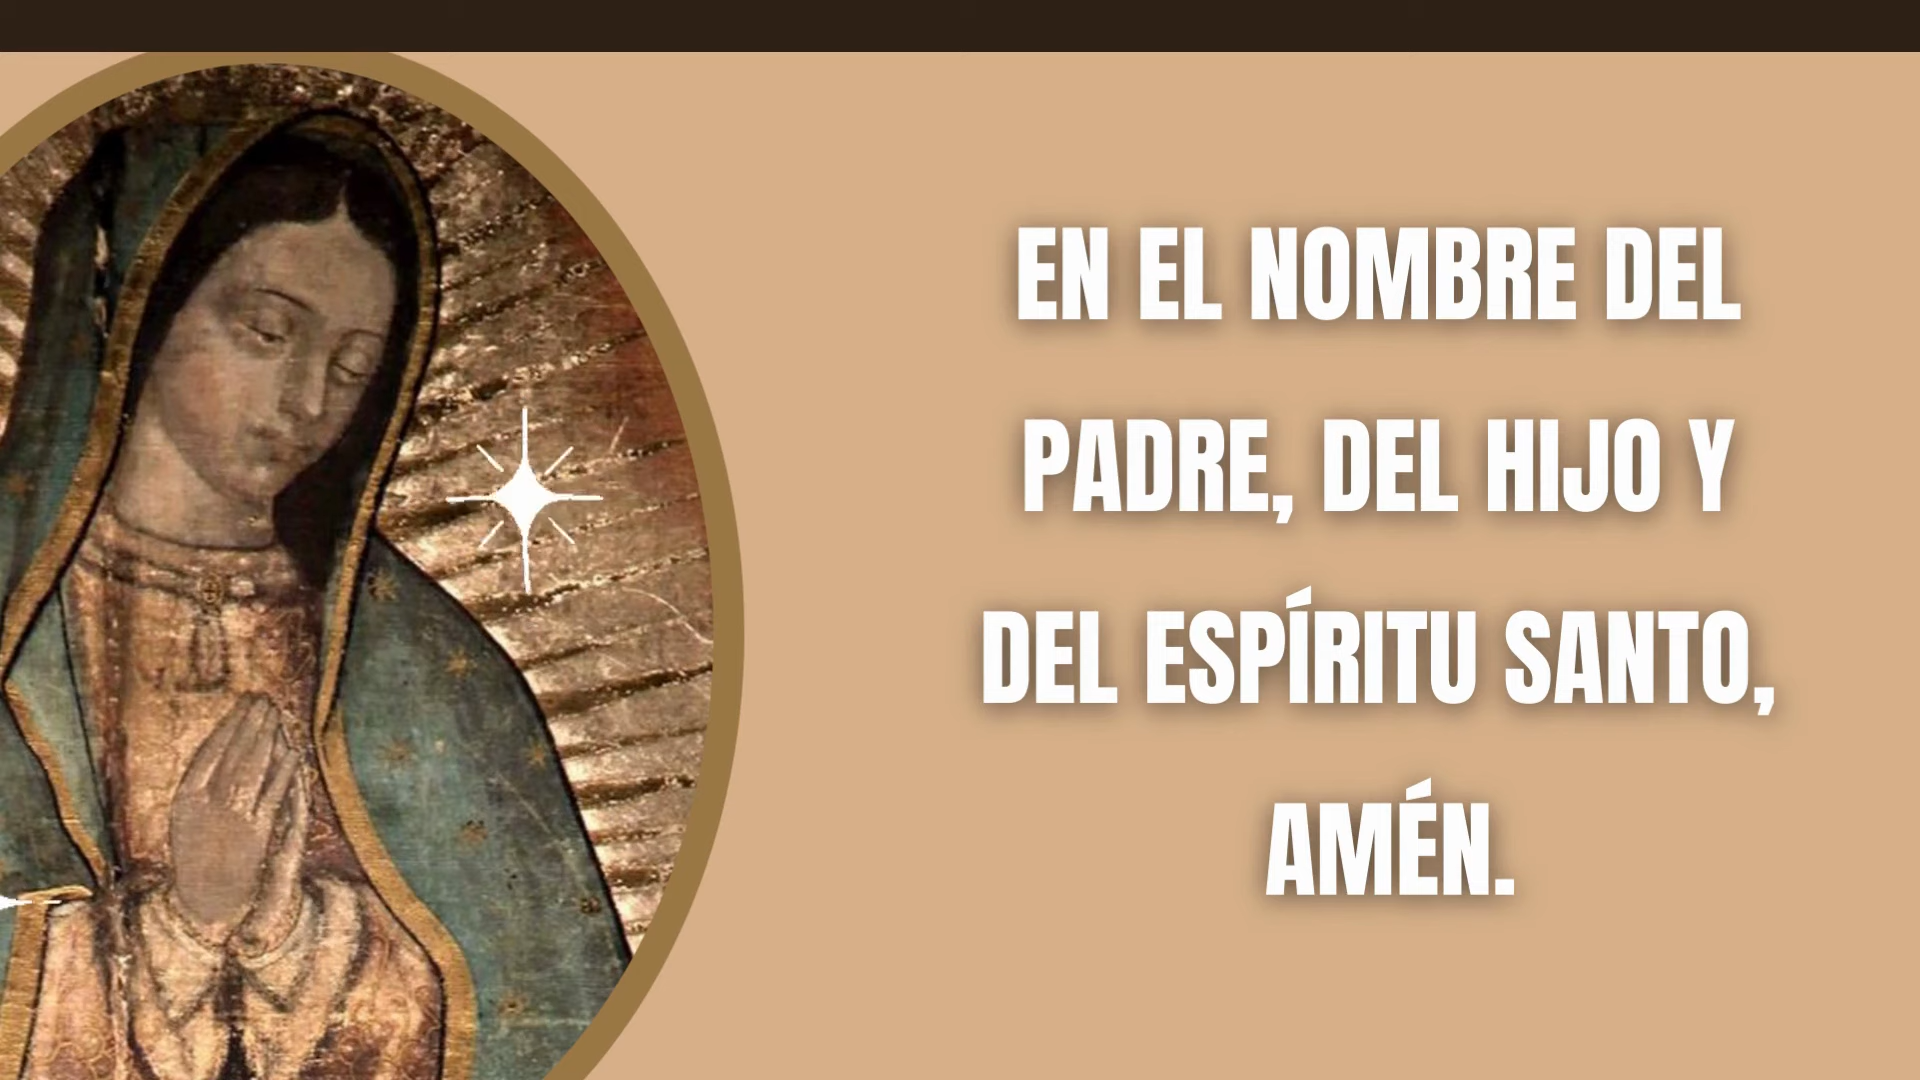 EN EL NOMBRE DEL
PADRE, DEL HIJO Y
DEL ESPÍRITU SANTO,
AMÉN.